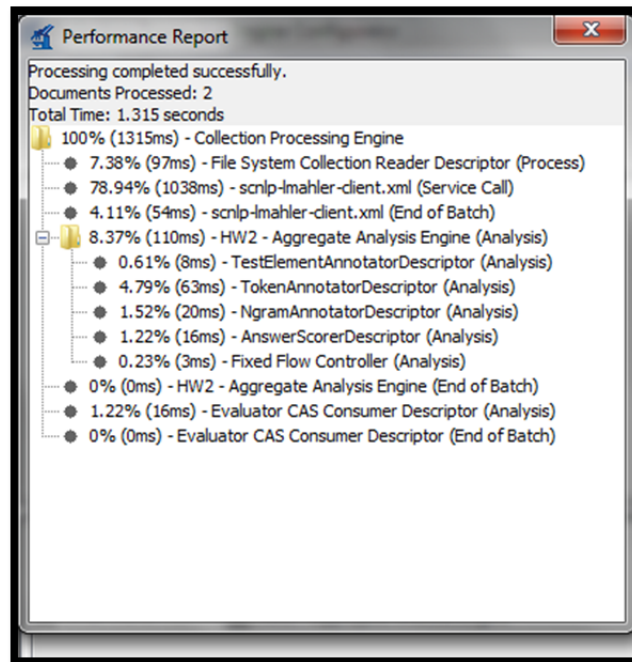 Performance Report
Processing completed successfully.
Documents Processed: 2
Total Time: 1.315 seconds
100% (1315ms) - Collection Processing Engine
7.38% (97ms) - File System Collection Reader Descriptor (Process)
78.94% (1038ms) - scnlp-lmahler-client.xml (Service Call)
4.11% (54ms) - scnlp-lmahler-client.xml (End of Batch)
8.37% (110ms) - HW2 - Aggregate Analysis Engine (Analysis)
0.61% (8ms) - TestElementAnnotatorDescriptor (Analysis)
4.79% (63ms) - TokenAnnotatorDescriptor (Analysis)
1.52% (20ms) - NgramAnnotatorDescriptor (Analysis)
1.22% (16ms) - AnswerScorerDescriptor (Analysis)
0.23% (3ms) - Fixed Flow Controller (Analysis)
0% (0ms) - HW2 - Aggregate Analysis Engine (End of Batch)
1.22% (16ms) - Evaluator CAS Consumer Descriptor (Analysis)
0% (0ms) - Evaluator CAS Consumer Descriptor (End of Batch)